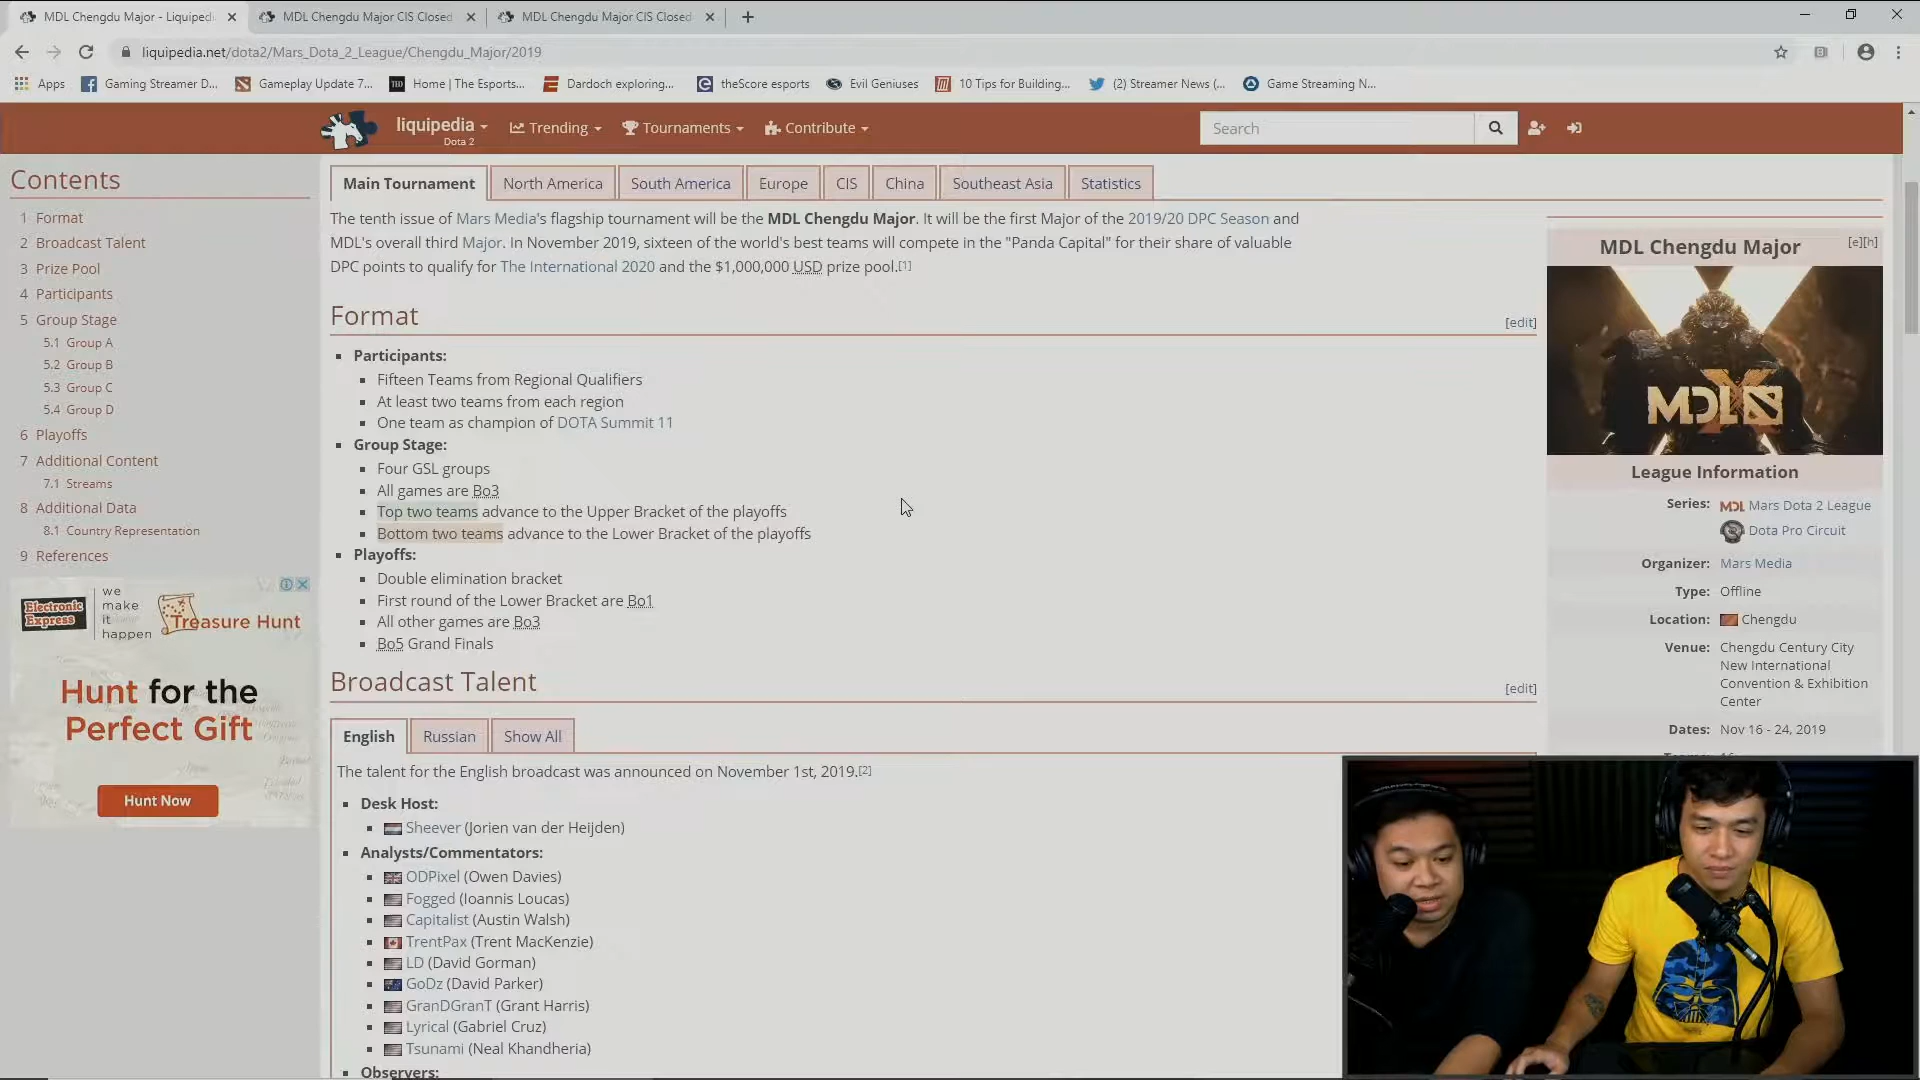 MDL Chengdu Major - Liquipedi
MDL Chengdu Major CIS Closed
MDL Chengdu Major CIS Closed
liquipedia.net/dota2/Mars_Dota_2_League/Chengdu_Major/2019
Apps
Gaming Streamer D...
Gameplay Update 7...
Home | The Esports...
Dardoch exploring...
theScore esports
Evil Geniuses
10 Tips for Building...
(2) Streamer News (...
Game Streaming N...
liquipedia
Dota 2
Trending
Tournaments
Contribute
Search
Contents
1 Format
2 Broadcast Talent
3 Prize Pool
4 Participants
5 Group Stage
5.1 Group A
5.2 Group B
5.3 Group C
5.4 Group D
6 Playoffs
7 Additional Content
7.1 Streams
8 Additional Data
8.1 Country Representation
9 References
Electronic
Express
we
make
it
happen
Treasure Hunt
Hunt for the
Perfect Gift
Hunt Now
Main Tournament
North America
South America
Europe
CIS
China
Southeast Asia
Statistics
The tenth issue of Mars Media's flagship tournament will be the MDL Chengdu Major. It will be the first Major of the 2019/20 DPC Season and
MDL's overall third Major. In November 2019, sixteen of the world's best teams will compete in the "Panda Capital" for their share of valuable
DPC points to qualify for The International 2020 and the $1,000,000 USD prize pool.[1]
Format
[edit]
Participants:
Fifteen Teams from Regional Qualifiers
At least two teams from each region
One team as champion of DOTA Summit 11
Group Stage:
Four GSL groups
All games are Bo3
Top two teams advance to the Upper Bracket of the playoffs
Bottom two teams advance to the Lower Bracket of the playoffs
Playoffs:
Double elimination bracket
First round of the Lower Bracket are Bo1
All other games are Bo3
Bo5 Grand Finals
Broadcast Talent
[edit]
English
Russian
Show All
The talent for the English broadcast was announced on November 1st, 2019.[2]
Desk Host:
Sheever (Jorien van der Heijden)
Analysts/Commentators:
ODPixel (Owen Davies)
Fogged (Ioannis Loucas)
Capitalist (Austin Walsh)
TrentPax (Trent MacKenzie)
LD (David Gorman)
GoDz (David Parker)
GranDGranT (Grant Harris)
Lyrical (Gabriel Cruz)
Tsunami (Neal Khandheria)
Observers:
MDL Chengdu Major
[e][h]
MDL
League Information
Series: MDL Mars Dota 2 League
Dota Pro Circuit
Organizer: Mars Media
Type: Offline
Location: Chengdu
Venue: Chengdu Century City
New International
Convention & Exhibition
Center
Dates: Nov 16 - 24, 2019